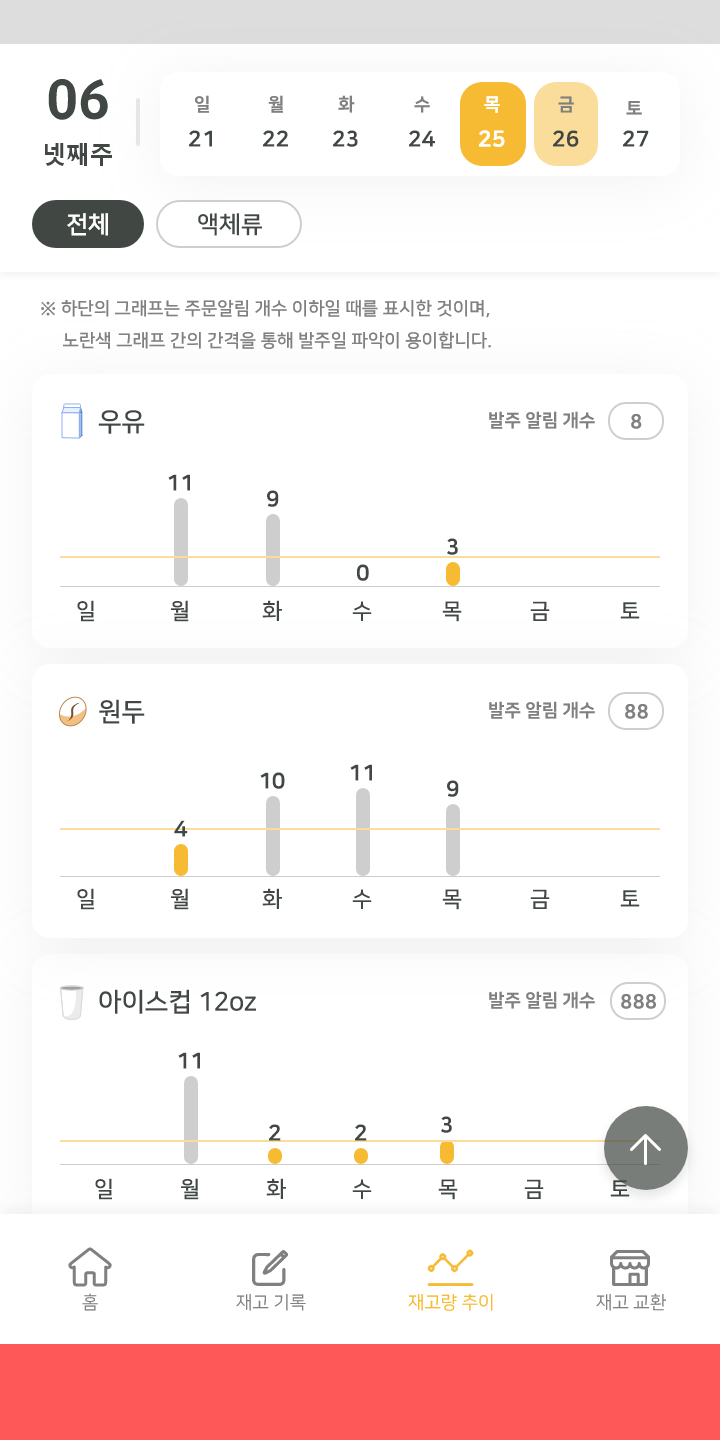 06
넷째주
일 월 화 수 목 금 토
21 22 23 24 25 26 27
전체 액체류
※ 하단의 그래프는 주문알림 개수 이하일 때를 표시한 것이며,
노란색 그래프 간의 간격을 통해 발주일 파악이 용이합니다.
우유 발주 알림 개수 8
11 9 0 3
일 월 화 수 목 금 토
원두 발주 알림 개수 88
4 10 11 9
일 월 화 수 목 금 토
아이스컵 12oz 발주 알림 개수 888
11 2 2 3
일 월 화 수 목 금 토
홈 재고 기록 재고량 추이 재고 교환